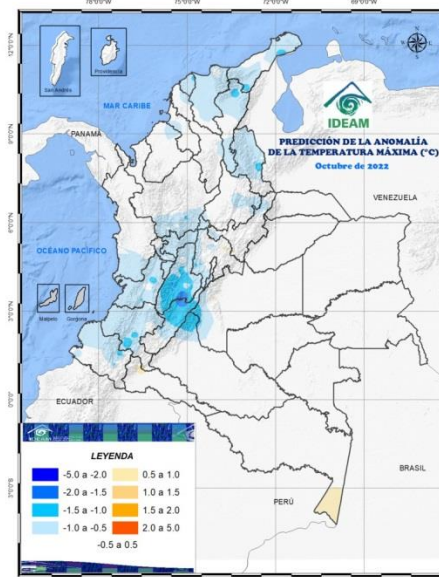 78°0'0"W 75°0'0"W 72°0'0"W 69°0'0"W
San Andrés
Providencia
MAR CARIBE
PANAMÁ
IDEAM
PREDICCIÓN DE LA ANOMALÍA
DE LA TEMPERATURA MÁXIMA (°C)
Octubre de 2022
VENEZUELA
OCÉANO PACÍFICO
Malpelo
Gorgona
ECUADOR
BRASIL
PERÚ
LEYENDA
-5.0 a -2.0 0.5 a 1.0
-2.0 a -1.5 1.0 a 1.5
-1.5 a -1.0 1.5 a 2.0
-1.0 a -0.5 2.0 a 5.0
-0.5 a 0.5